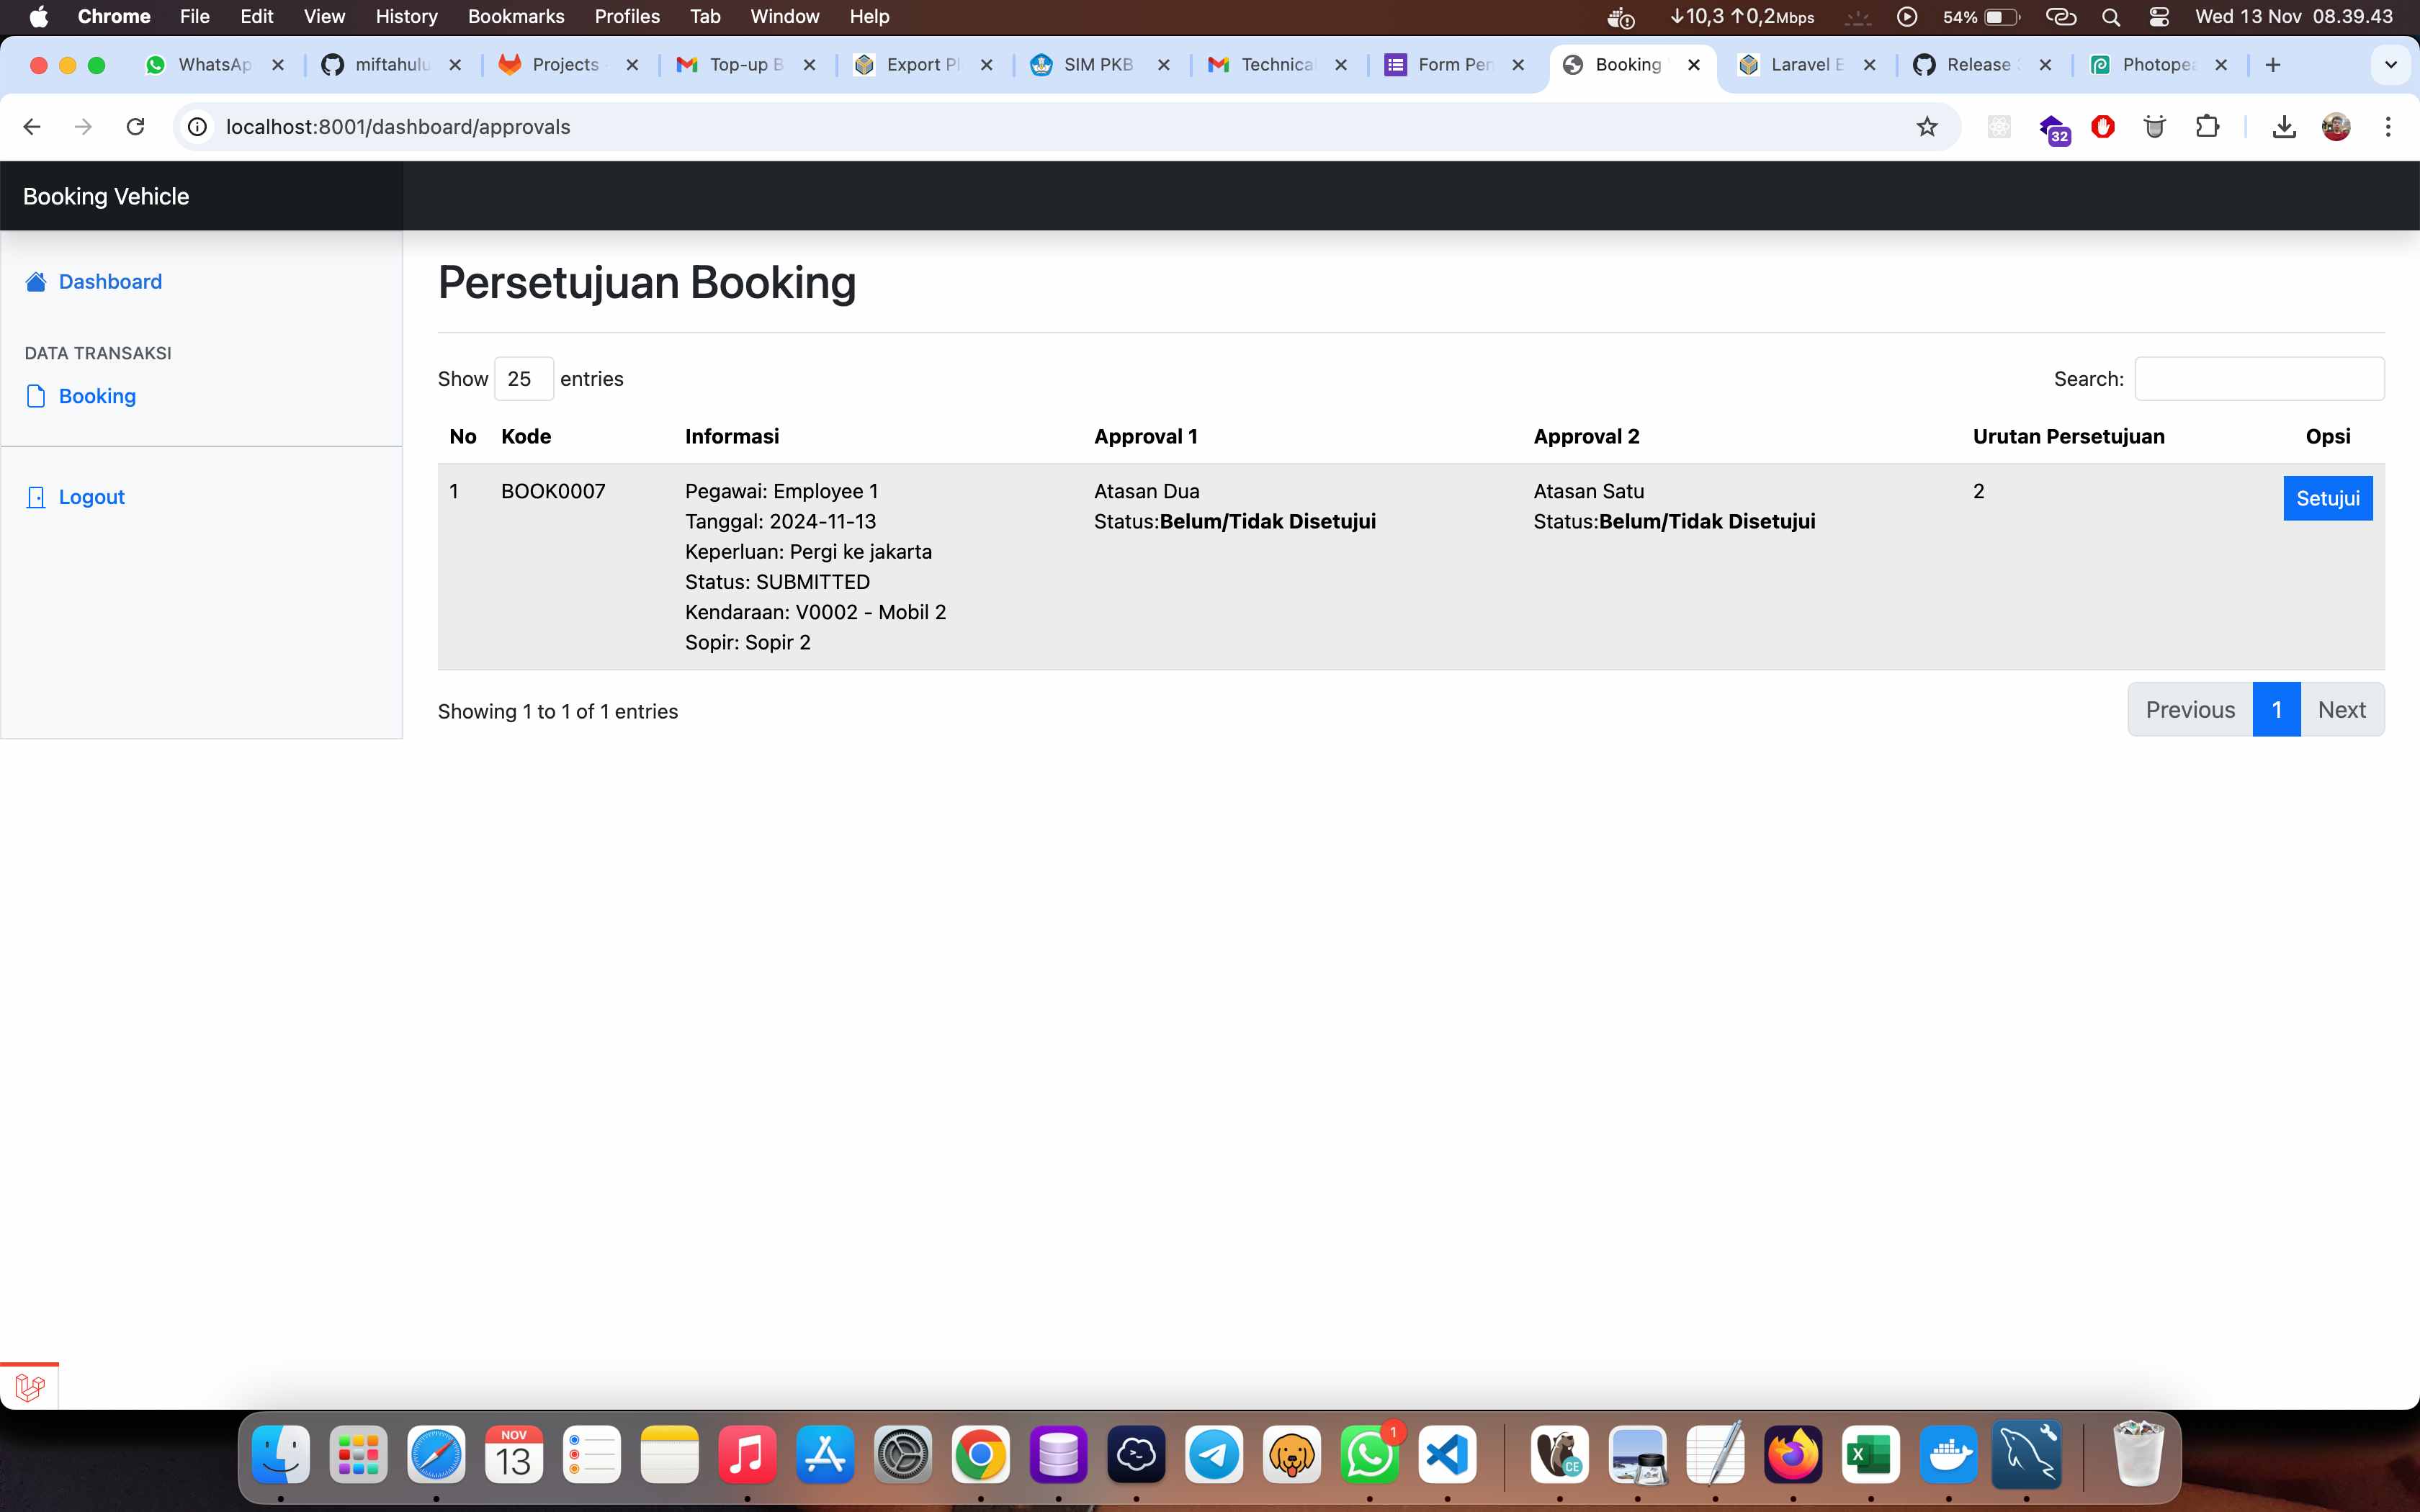 Chrome File Edit View History Bookmarks Profiles Tab Window Help 10,3 0,2Mbps 54% Wed 13 Nov 08.39.43
WhatsAp miftahulu Projects - Top-up B Export Pl SIM PKB Technical Form Pen Booking Laravel E Release Photopea
localhost:8001/dashboard/approvals
32
Booking Vehicle
Dashboard
DATA TRANSAKSI
Booking
Logout
Persetujuan Booking
Show 25 entries
Search:
No Kode Informasi Approval 1 Approval 2 Urutan Persetujuan Opsi
1 BOOK0007 Pegawai: Employee 1 Atasan Dua Atasan Satu 2 Setujui
Tanggal: 2024-11-13 Status:Belum/Tidak Disetujui Status:Belum/Tidak Disetujui
Keperluan: Pergi ke jakarta
Status: SUBMITTED
Kendaraan: V0002 - Mobil 2
Sopir: Sopir 2
Showing 1 to 1 of 1 entries
Previous 1 Next
NOV
13
1
CE
X